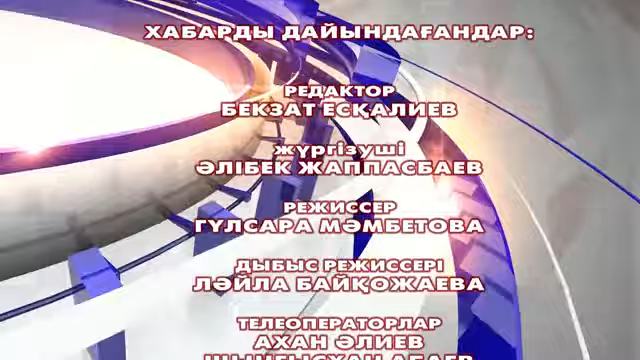 ХАБАРДЫ ДАЙЫНДАҒАНДАР:
РЕДАКТОР
БЕКЗАТ ЕСҚАЛИЕВ
жүргізуші
ӘЛІБЕК ЖАППАСБАЕВ
РЕЖИССЕР
ГҮЛСАРА МӘМБЕТОВА
ДЫБЫС РЕЖИССЕРІ
ЛӘЙЛА БАЙҚОЖАЕВА
ТЕЛЕОПЕРАТОРЛАР
АХАН ӘЛИЕВ